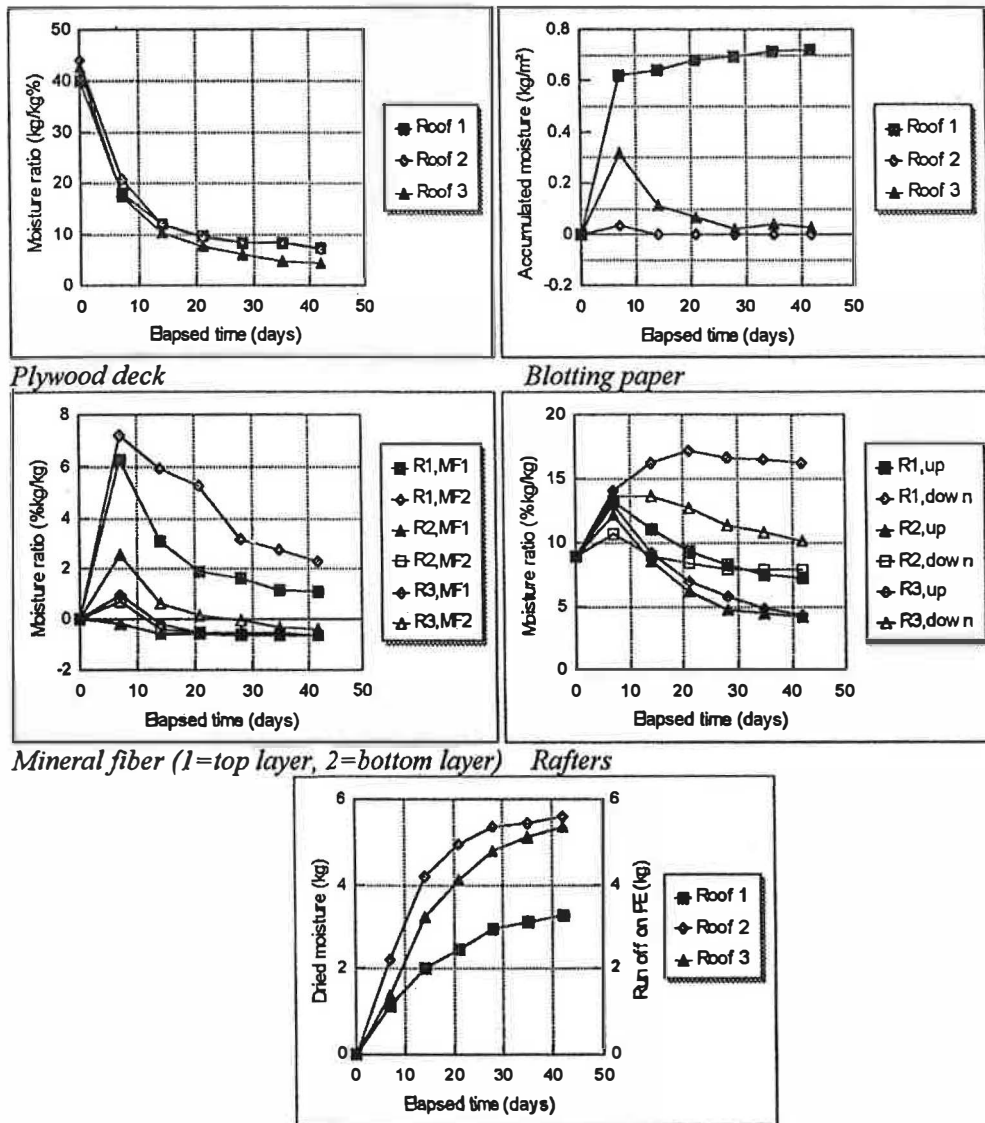 50
40
30
20
10
0
0 10 20 30 40 50
Moisture ratio (kg/kg%)
Elapsed time (days)
Roof 1
Roof 2
Roof 3
Plywood deck
0.8
0.6
0.4
0.2
0
-0.2
0 10 20 30 40 50
Accumulated moisture (kg/m²)
Elapsed time (days)
Roof 1
Roof 2
Roof 3
Blotting paper
8
6
4
2
0
-2
0 10 20 30 40 50
Moisture ratio (%kg/kg)
Elapsed time (days)
R1,MF1
R1,MF2
R2,MF1
R2,MF2
R3,MF1
R3,MF2
Mineral fiber (1=top layer, 2=bottom layer)
20
15
10
5
0
0 10 20 30 40 50
Moisture ratio (%kg/kg)
Elapsed time (days)
R1,up
R1,dow n
R2,up
R2,dow n
R3,up
R3,dow n
Rafters
6
4
2
0
0 10 20 30 40 50
Dried moisture (kg)
Elapsed time (days)
6
4
2
0
Run off on PE (kg)
Roof 1
Roof 2
Roof 3